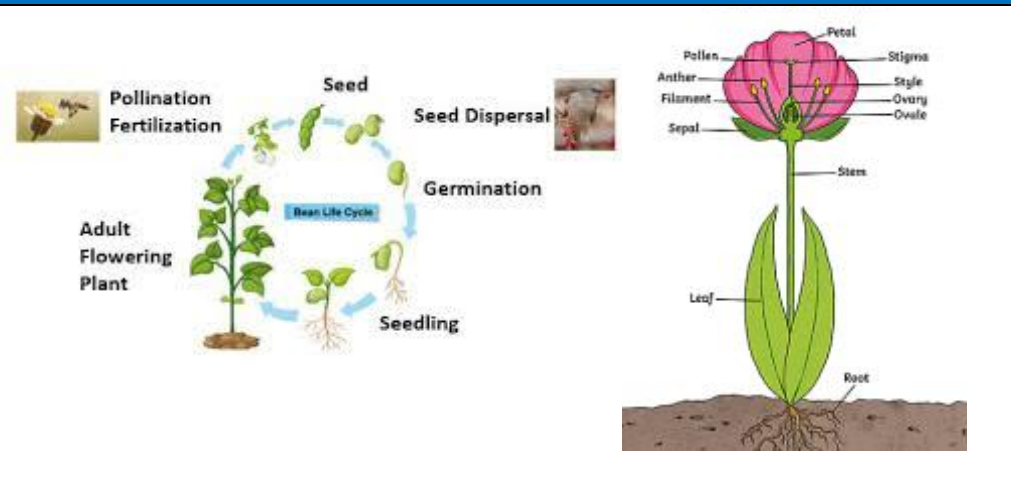 Pollination
Fertilization
Seed
Seed Dispersal
Germination
Bean Life Cycle
Adult
Flowering
Plant
Seedling
Petal
Pollen
Stigma
Anther
Style
Filament
Ovary
Ovule
Sepal
Stem
Leaf
Root